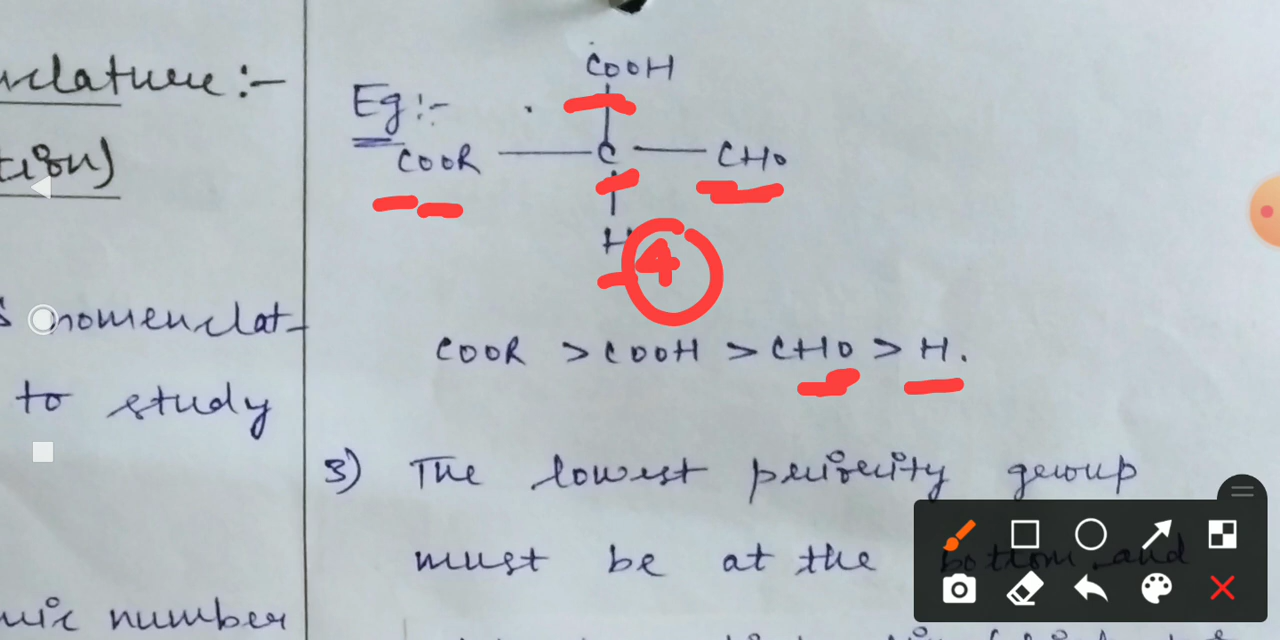 nclature :-
tion)
s nomenclat-
to study
mic number
COOH
Eg :-
COOR — C — CHO
H
4
COOR > COOH > CHO > H.
3) The lowest periority group
must be at the bottom and